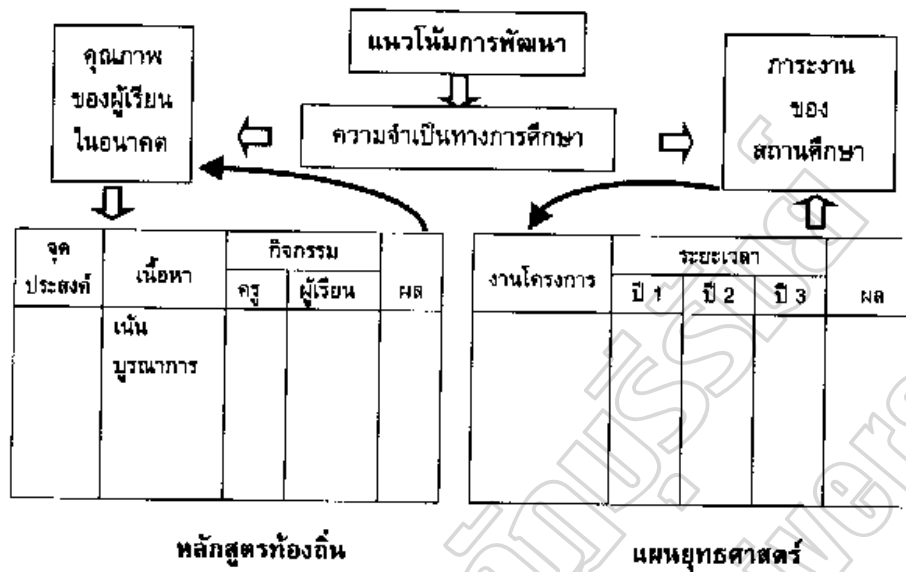 แนวโน้มการพัฒนา
คุณภาพ
ของผู้เรียน
ในอนาคต
ความจำเป็นทางการศึกษา
ภาระงาน
ของ
สถานศึกษา
จุด
ประสงค์
เนื้อหา
กิจกรรม
ครู
ผู้เรียน
ผล
เน้น
บูรณาการ
หลักสูตรท้องถิ่น
งานโครงการ
ระยะเวลา
ปี 1
ปี 2
ปี 3
ผล
แผนยุทธศาสตร์